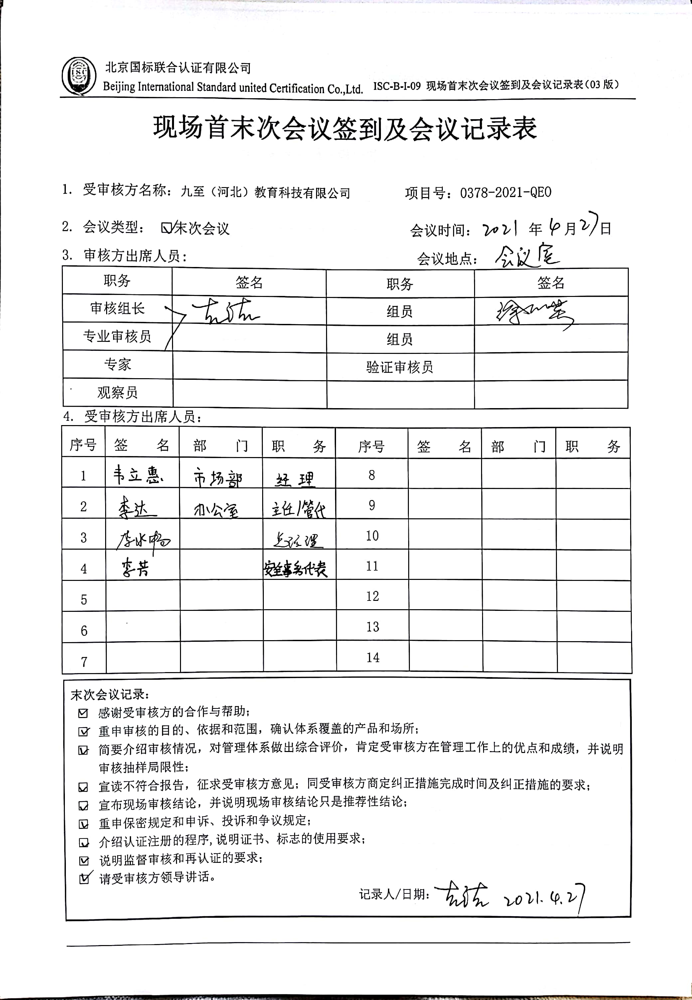 ISC
北京国标联合认证有限公司
Beijing International Standard united Certification Co.,Ltd. ISC-B-I-09 现场首末次会议签到及会议记录表(03 版)
现场首末次会议签到及会议记录表
1. 受审核方名称：九至（河北）教育科技有限公司 项目号：0378-2021-QEO
2. 会议类型： ☑末次会议 会议时间：2021 年 4 月 27 日
3. 审核方出席人员： 会议地点：会议室
职务 签名 职务 签名
审核组长 组员
专业审核员 组员
专家 验证审核员
观察员
4. 受审核方出席人员：
序号 签 名 部 门 职 务 序号 签 名 部 门 职 务
1 韦立惠 市场部 经理 8
2 李达 办公室 主任/管代 9
3 总经理 10
4 李芳 安全事务代表 11
5 12
6 13
7 14
末次会议记录：
☑ 感谢受审核方的合作与帮助；
☑ 重申审核的目的、依据和范围，确认体系覆盖的产品和场所；
☑ 简要介绍审核情况，对管理体系做出综合评价，肯定受审核方在管理工作上的优点和成绩，并说明
审核抽样局限性；
☑ 宣读不符合报告，征求受审核方意见；同受审核方商定纠正措施完成时间及纠正措施的要求；
☑ 宣布现场审核结论，并说明现场审核结论只是推荐性结论；
☑ 重申保密规定和申诉、投诉和争议规定；
☑ 介绍认证注册的程序,说明证书、标志的使用要求；
☑ 说明监督审核和再认证的要求；
☑ 请受审核方领导讲话。
记录人/日期： 2021.4.27